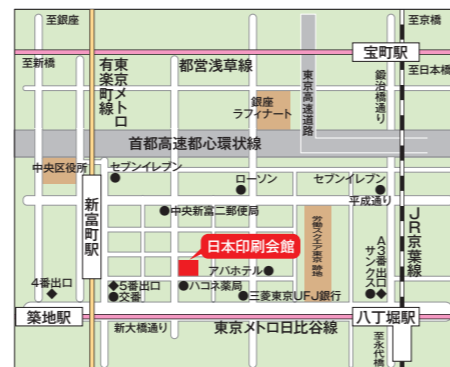 至銀座
至京橋
宝町駅
至新橋
東京メトロ
有楽町線
都営浅草線
東京高速道路
鍛治橋通り
至日本橋
銀座
ラフィナート
首都高速都心環状線
中央区役所
セブンイレブン
ローソン
セブンイレブン
平成通り
新富町駅
中央新富二郵便局
労働スクエア東京 跡地
JR京葉線
日本印刷会館
アパホテル
A3番出口
サンクス
4番出口
5番出口
交番
ハコネ薬局
三菱東京UFJ銀行
築地駅
新大橋通り
東京メトロ日比谷線
八丁堀駅
至永代橋